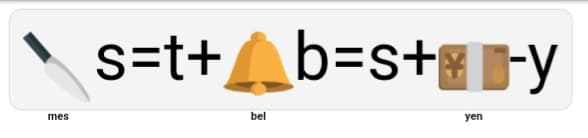 s=t+ b=s+ -y
mes bel yen